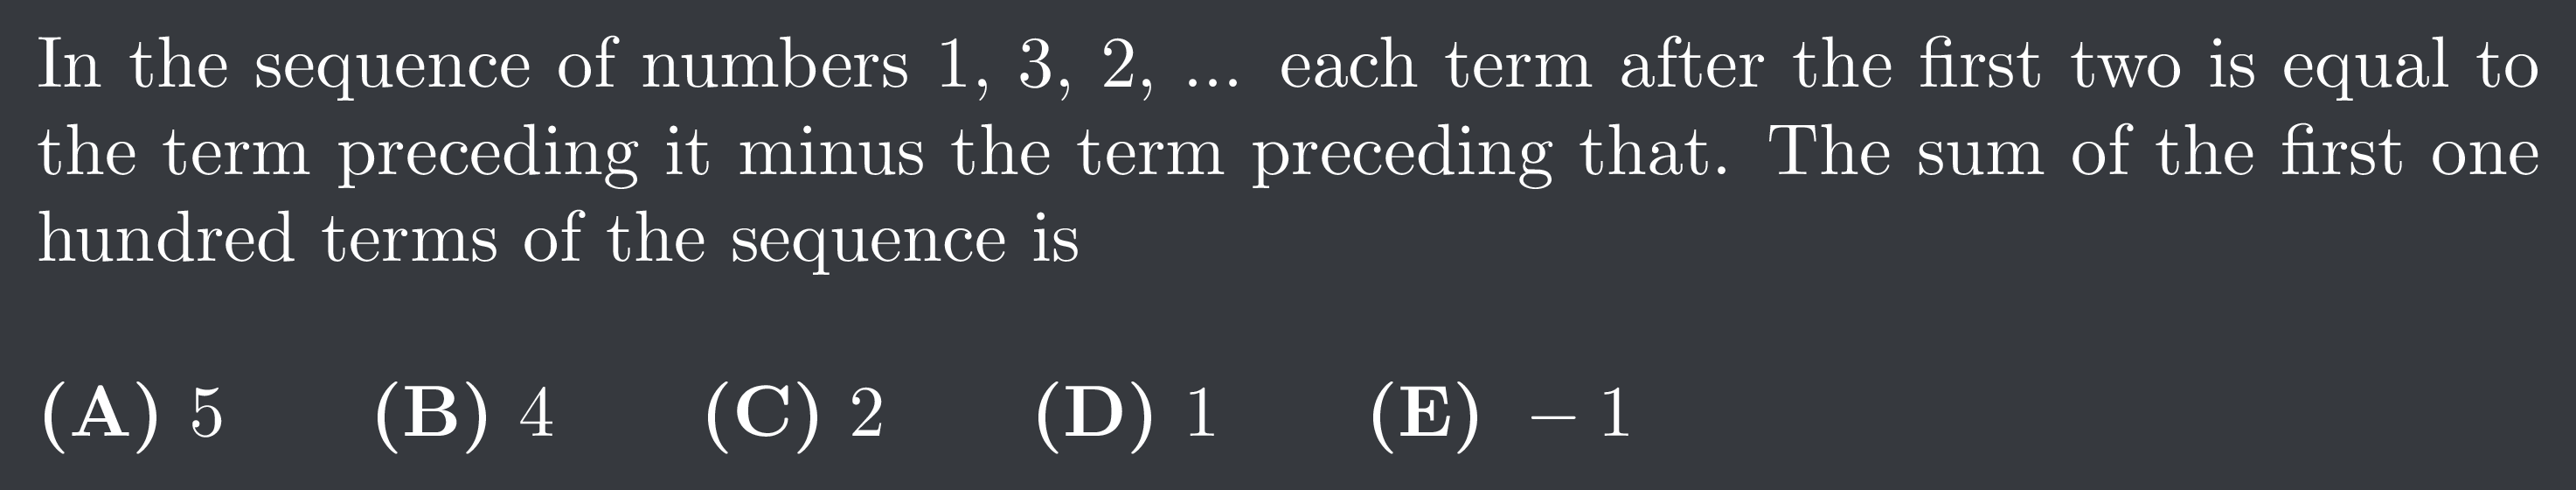 In the sequence of numbers 1, 3, 2, ... each term after the first two is equal to
the term preceding it minus the term preceding that. The sum of the first one
hundred terms of the sequence is
(A) 5 (B) 4 (C) 2 (D) 1 (E) − 1